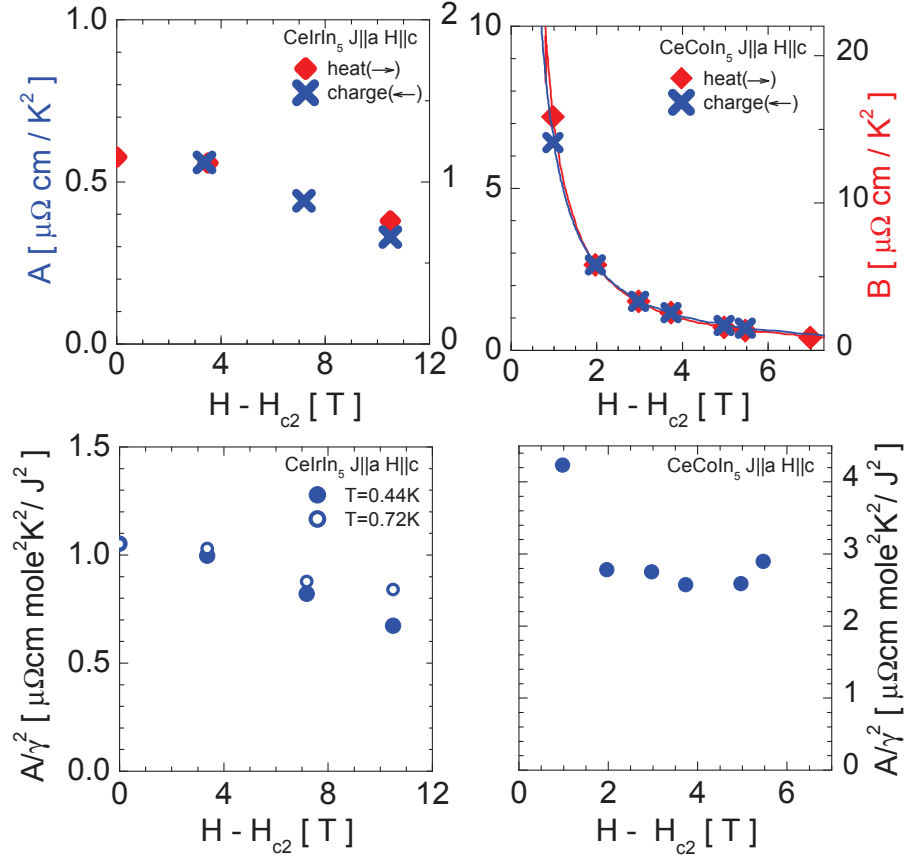 CeIrIn5 J||a H||c
heat(→)
charge(←)
A [ μΩ cm / K2 ]
1.0
0.5
0.0
2
1
0
0 4 8 12
H - Hc2 [ T ]
CeCoIn5 J||a H||c
heat(→)
charge(←)
10
5
0
20
10
0
B [ μΩ cm / K2 ]
0 2 4 6
H - Hc2 [ T ]
CeIrIn5 J||a H||c
T=0.44K
T=0.72K
A/γ2 [ μΩcm mole2K2/ J2 ]
1.5
1.0
0.5
0.0
0 4 8 12
H - Hc2 [ T ]
CeCoIn5 J||a H||c
4
3
2
1
0
A/γ2 [ μΩcm mole2K2/J2 ]
0 2 4 6
H - Hc2 [ T ]